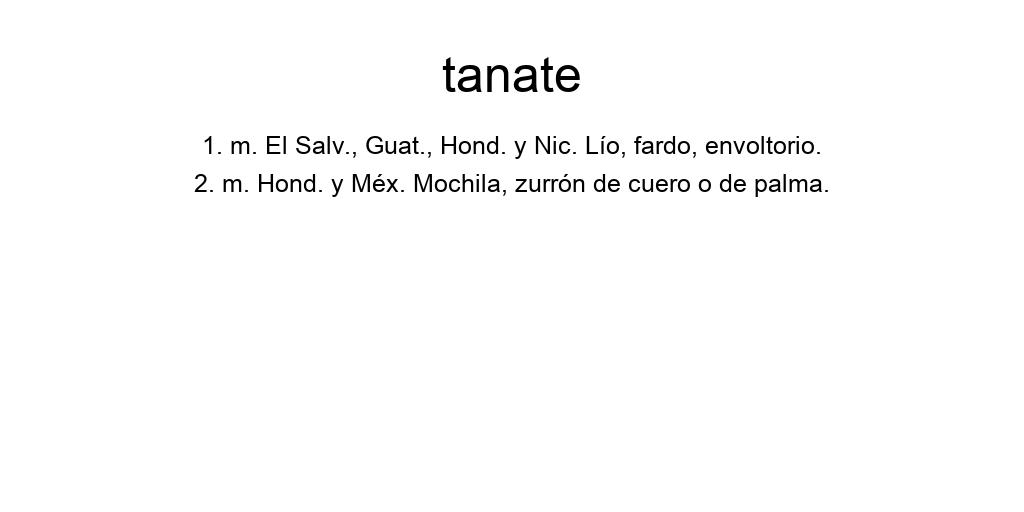 tanate
1. m. El Salv., Guat., Hond. y Nic. Lío, fardo, envoltorio.
2. m. Hond. y Méx. Mochila, zurrón de cuero o de palma.